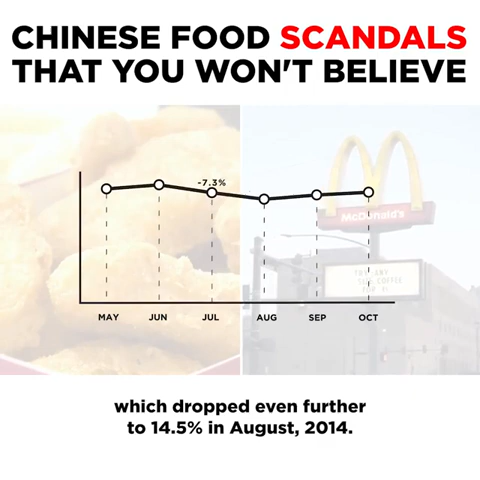 CHINESE FOOD SCANDALS
THAT YOU WON'T BELIEVE
-7.3%
McDonald's
MAY JUN JUL AUG SEP OCT
which dropped even further
to 14.5% in August, 2014.